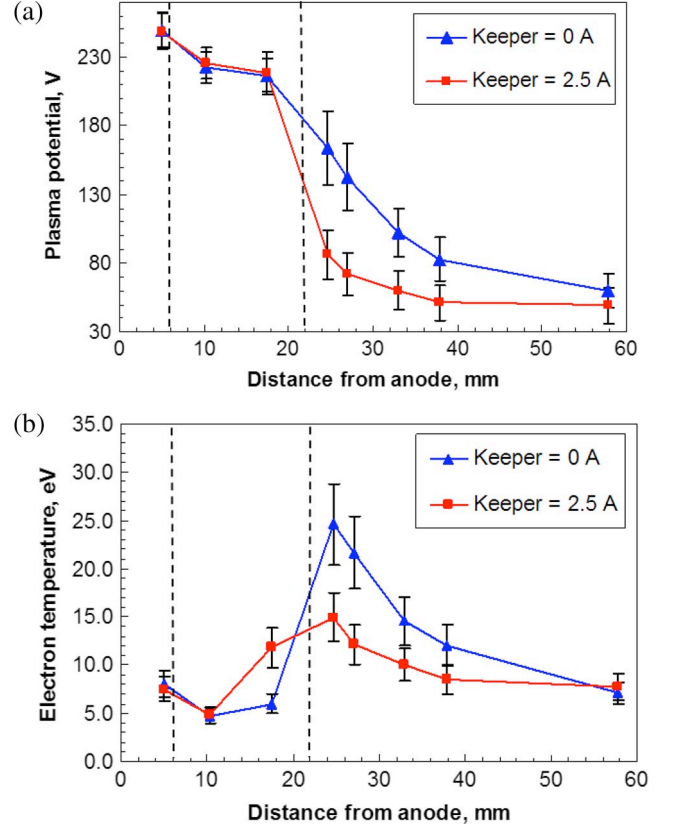 (a)
Plasma potential, V
230
180
130
80
30
Keeper = 0 A
Keeper = 2.5 A
0 10 20 30 40 50 60
Distance from anode, mm
(b)
Electron temperature, eV
35.0
30.0
25.0
20.0
15.0
10.0
5.0
0.0
Keeper = 0 A
Keeper = 2.5 A
0 10 20 30 40 50 60
Distance from anode, mm